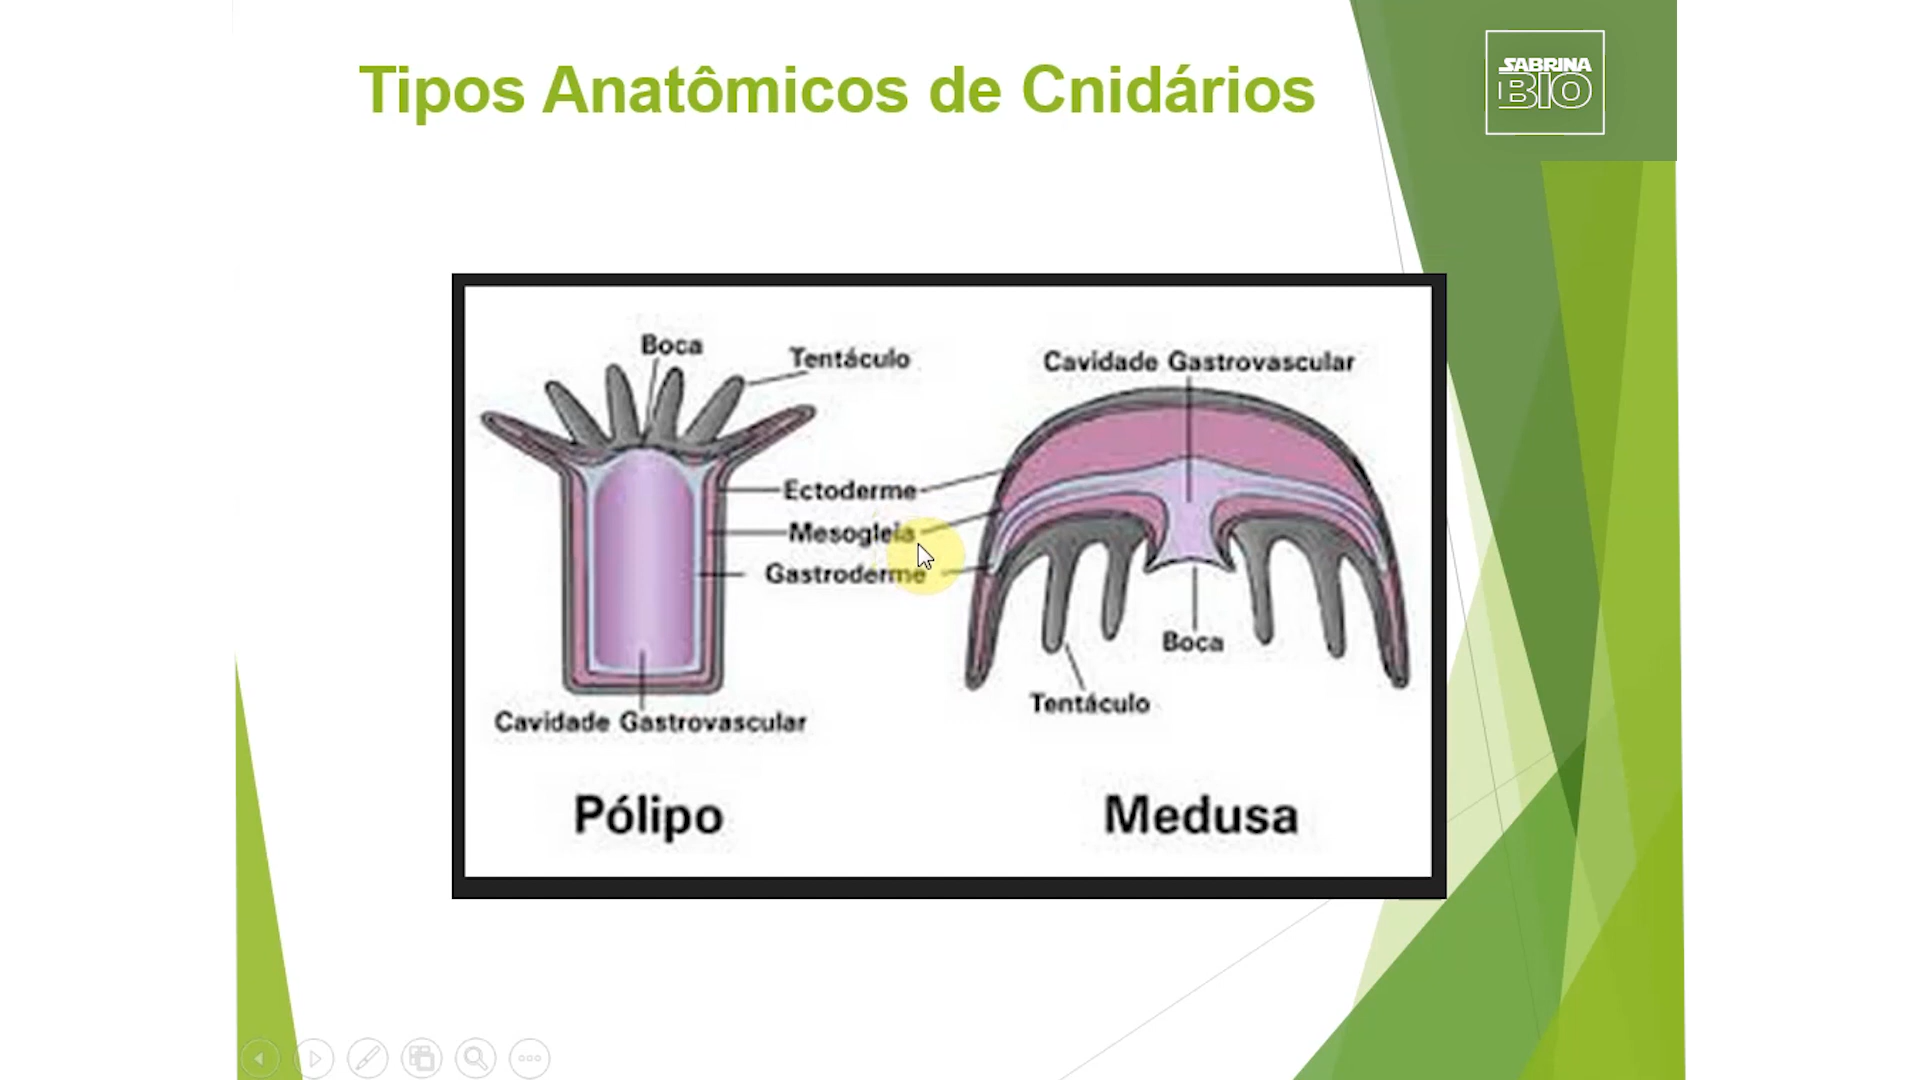 Tipos Anatômicos de Cnidários
SABRINA
BIO
Boca
Tentáculo
Cavidade Gastrovascular
Ectoderme
Mesogleia
Gastroderme
Boca
Tentáculo
Cavidade Gastrovascular
Pólipo
Medusa